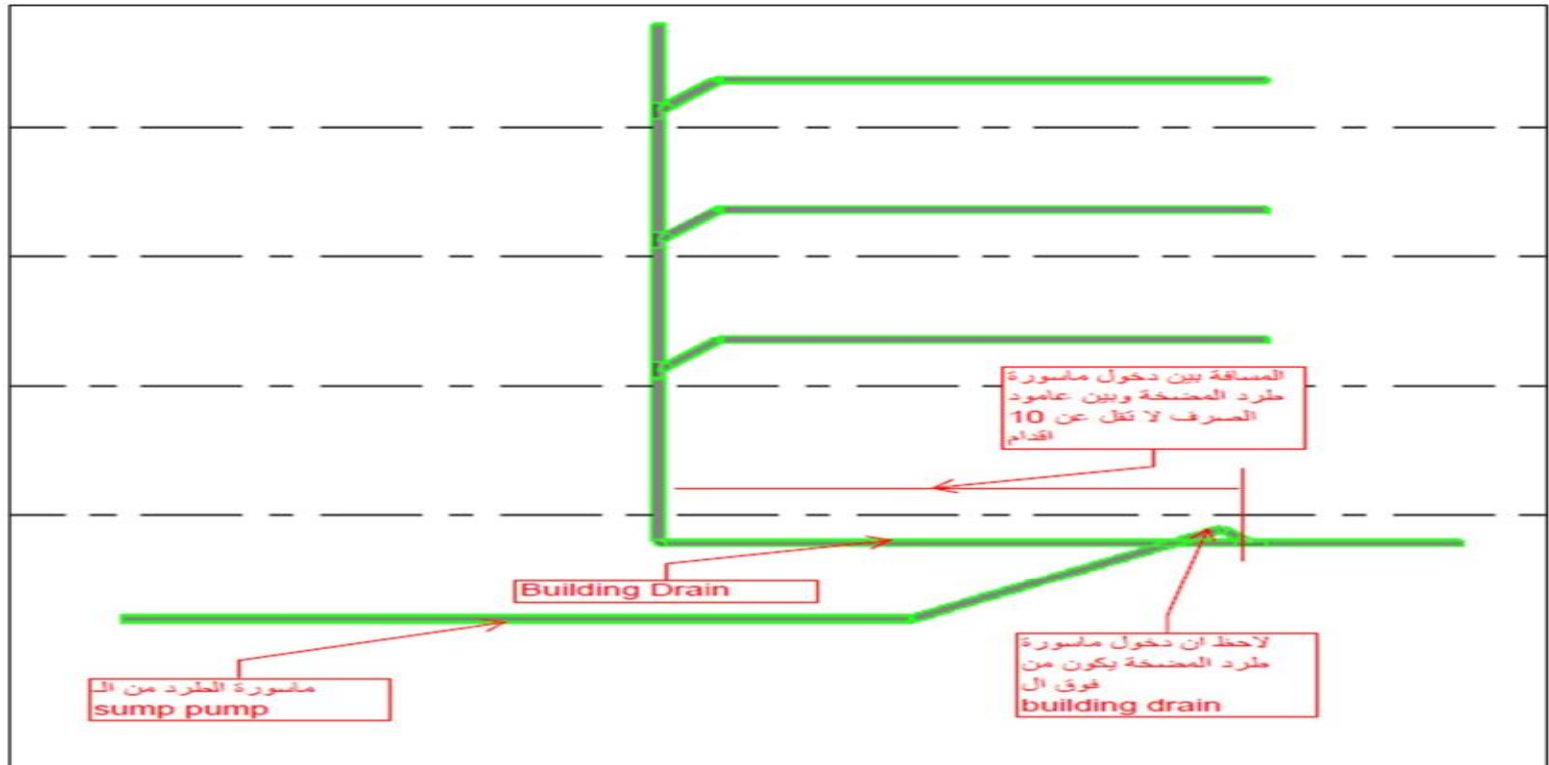 المسافة بين دخول ماسورة
طرد المضخة وبين عامود
الصرف لا تقل عن 10
اقدام
Building Drain
لاحظ ان دخول ماسورة
طرد المضخة يكون من
فوق ال
building drain
ماسورة الطرد من الـ
sump pump